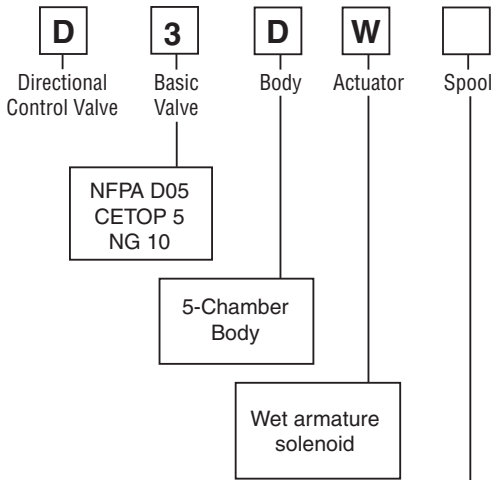 D 3 D W
Directional Control Valve
Basic Valve
Body
Actuator
Spool
NFPA D05
CETOP 5
NG 10
5-Chamber
Body
Wet armature
solenoid